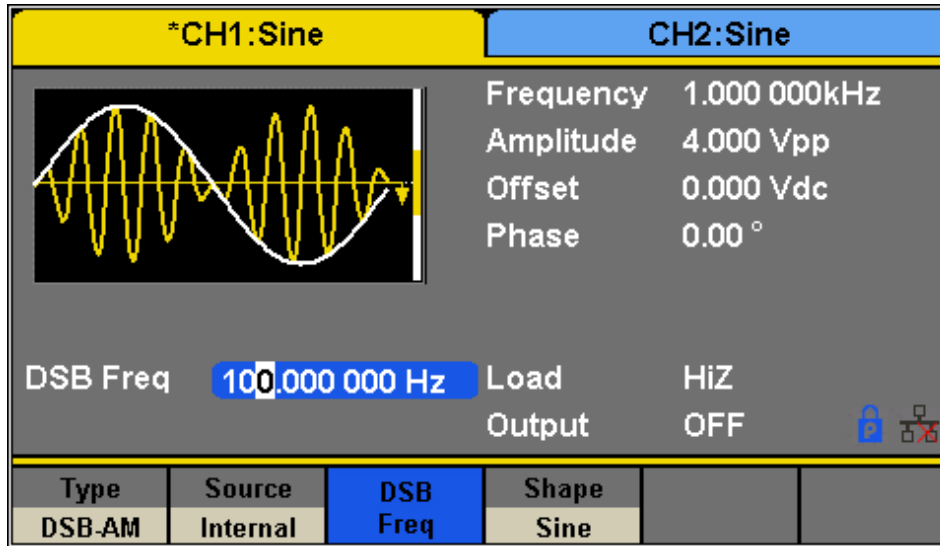 *CH1:Sine CH2:Sine
Frequency 1.000 000kHz
Amplitude 4.000 Vpp
Offset 0.000 Vdc
Phase 0.00 °
DSB Freq 100.000 000 Hz Load HiZ
Output OFF P
Type Source DSB Freq Shape
DSB-AM Internal Sine